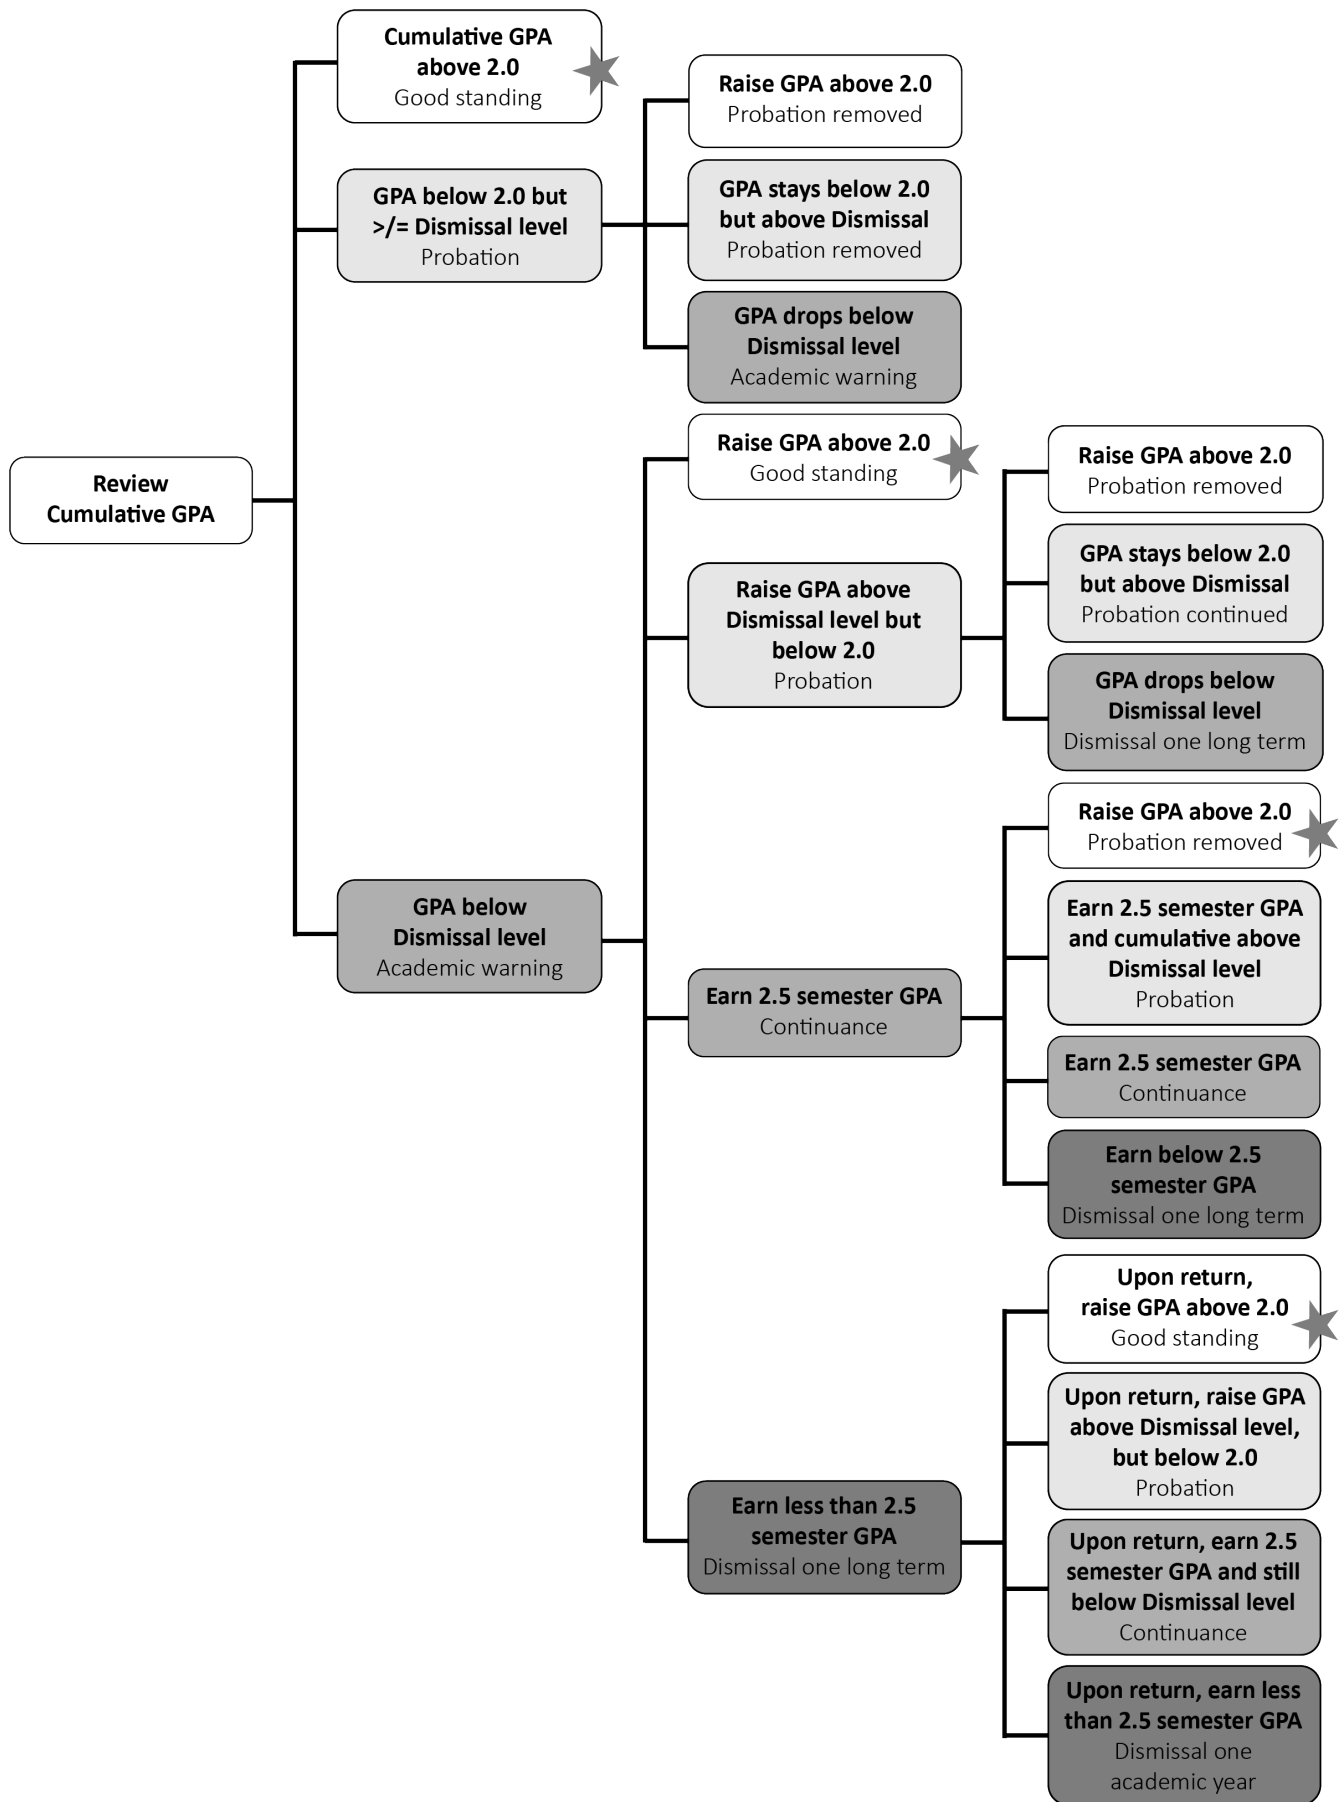 Review
Cumulative GPA
Cumulative GPA
above 2.0
Good standing
GPA below 2.0 but
>/= Dismissal level
Probation
Raise GPA above 2.0
Probation removed
GPA stays below 2.0
but above Dismissal
Probation removed
GPA drops below
Dismissal level
Academic warning
GPA below
Dismissal level
Academic warning
Raise GPA above 2.0
Good standing
Raise GPA above
Dismissal level but
below 2.0
Probation
Raise GPA above 2.0
Probation removed
GPA stays below 2.0
but above Dismissal
Probation continued
GPA drops below
Dismissal level
Dismissal one long term
Earn 2.5 semester GPA
Continuance
Raise GPA above 2.0
Probation removed
Earn 2.5 semester GPA
and cumulative above
Dismissal level
Probation
Earn 2.5 semester GPA
Continuance
Earn below 2.5
semester GPA
Dismissal one long term
Earn less than 2.5
semester GPA
Dismissal one long term
Upon return,
raise GPA above 2.0
Good standing
Upon return, raise GPA
above Dismissal level,
but below 2.0
Probation
Upon return, earn 2.5
semester GPA and still
below Dismissal level
Continuance
Upon return, earn less
than 2.5 semester GPA
Dismissal one
academic year